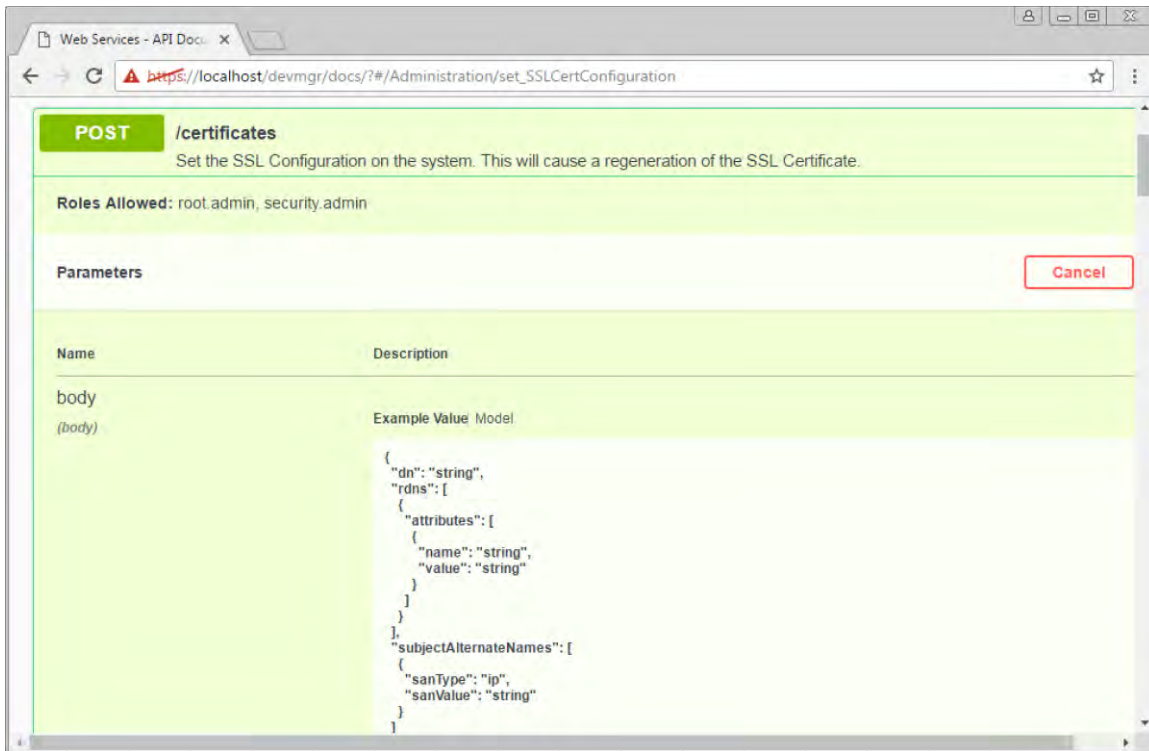 Web Services - API Docu
https://localhost/devmgr/docs/?#/Administration/set_SSLCertConfiguration
POST /certificates
Set the SSL Configuration on the system. This will cause a regeneration of the SSL Certificate.
Roles Allowed: root.admin, security.admin
Parameters Cancel
Name Description
body
(body)
Example Value Model
{
"dn": "string",
"rdns": [
{
"attributes": [
{
"name": "string",
"value": "string"
}
]
}
],
"subjectAlternateNames": [
{
"sanType": "ip",
"sanValue": "string"
}
]